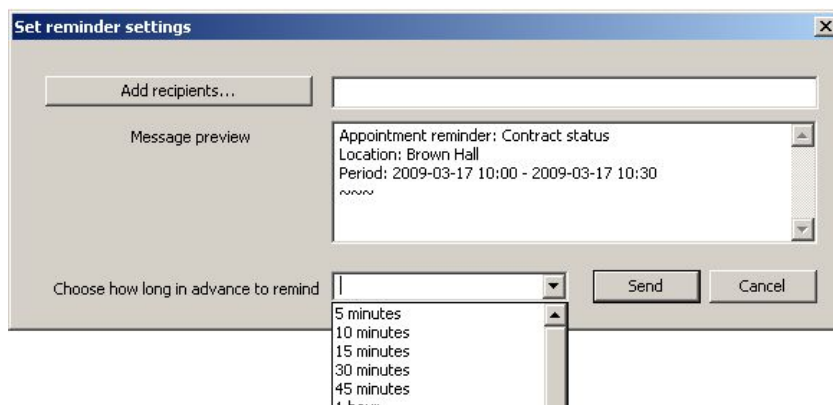 Set reminder settings
Add recipients...
Message preview
Appointment reminder: Contract status
Location: Brown Hall
Period: 2009-03-17 10:00 - 2009-03-17 10:30
~~~
Choose how long in advance to remind
Send
Cancel
5 minutes
10 minutes
15 minutes
30 minutes
45 minutes
1 hour